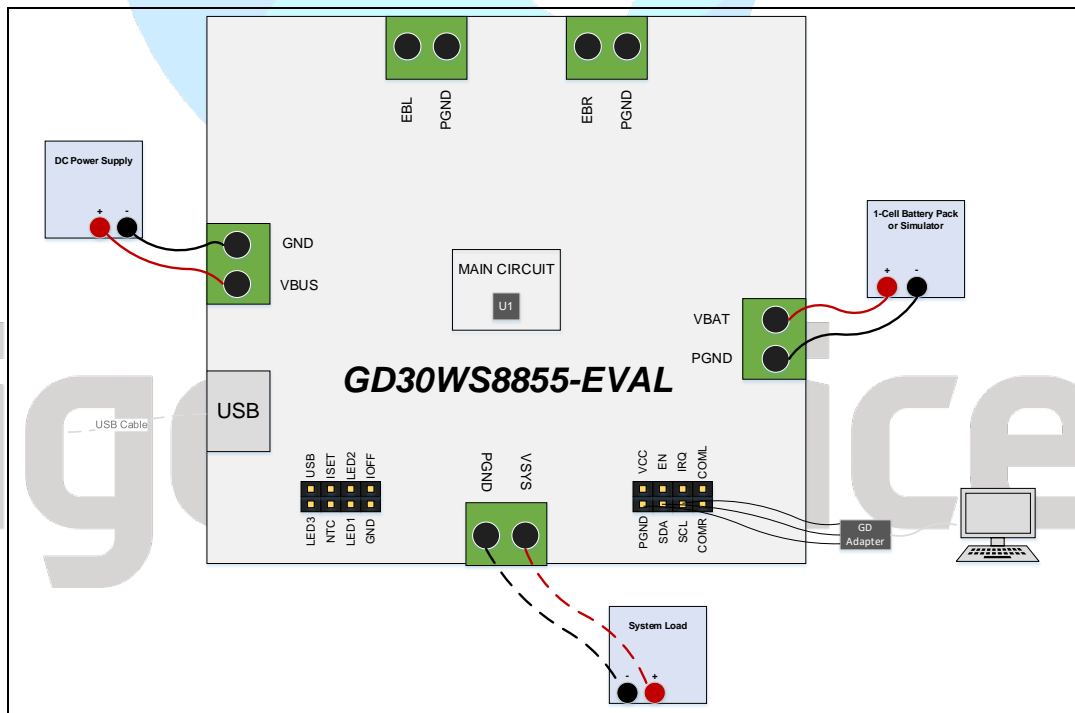 EBL
PGND
EBR
PGND
DC Power Supply
+ -
GND
VBUS
MAIN CIRCUIT
U1
1-Cell Battery Pack
or Simulator
+ -
VBAT
PGND
GD30WS8855-EVAL
USB
USB Cable
USB
ISET
LED2
IOFF
LED3
NTC
LED1
GND
PGND
VSYS
VCC
EN
IRQ
COML
PGND
SDA
SCL
COMR
GD
Adapter
System Load
- +